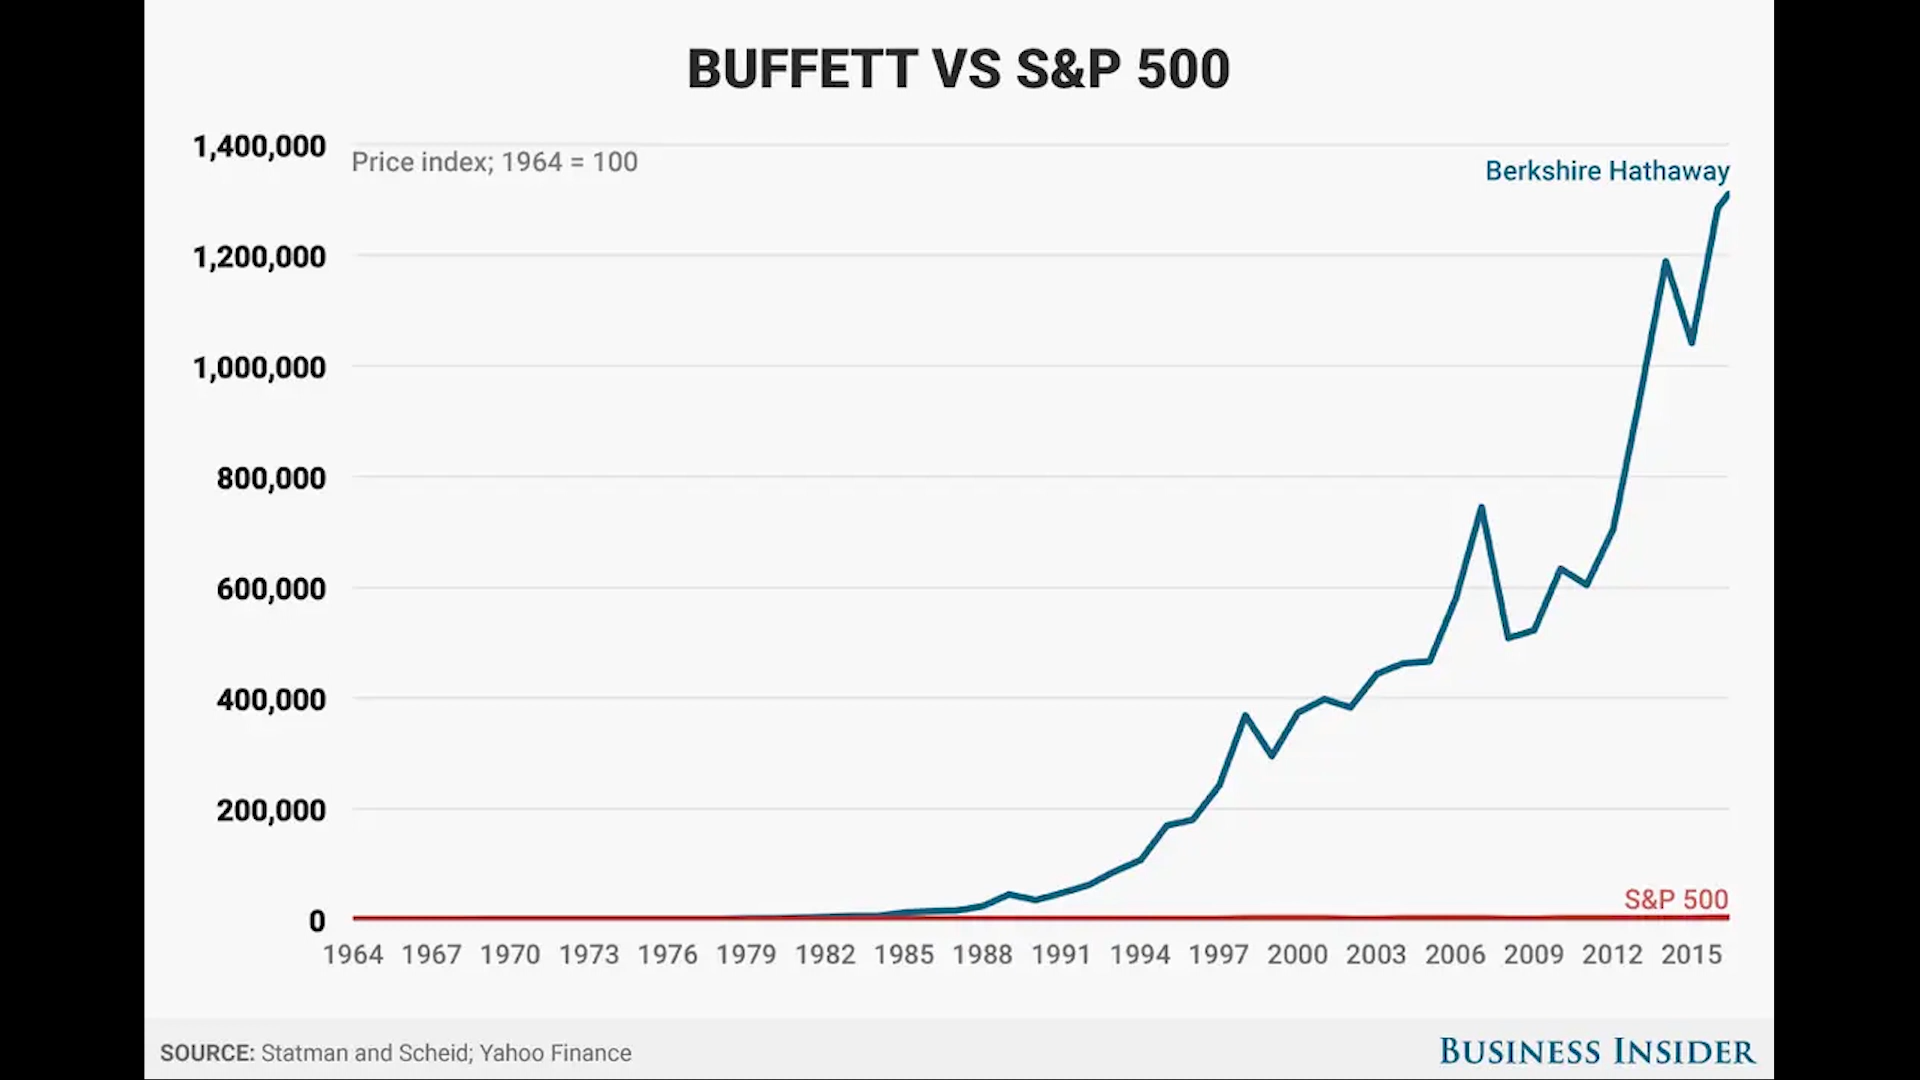 BUFFETT VS S&P 500
1,400,000
Price index; 1964 = 100
Berkshire Hathaway
1,200,000
1,000,000
800,000
600,000
400,000
200,000
S&P 500
0
1964 1967 1970 1973 1976 1979 1982 1985 1988 1991 1994 1997 2000 2003 2006 2009 2012 2015
SOURCE: Statman and Scheid; Yahoo Finance
BUSINESS INSIDER